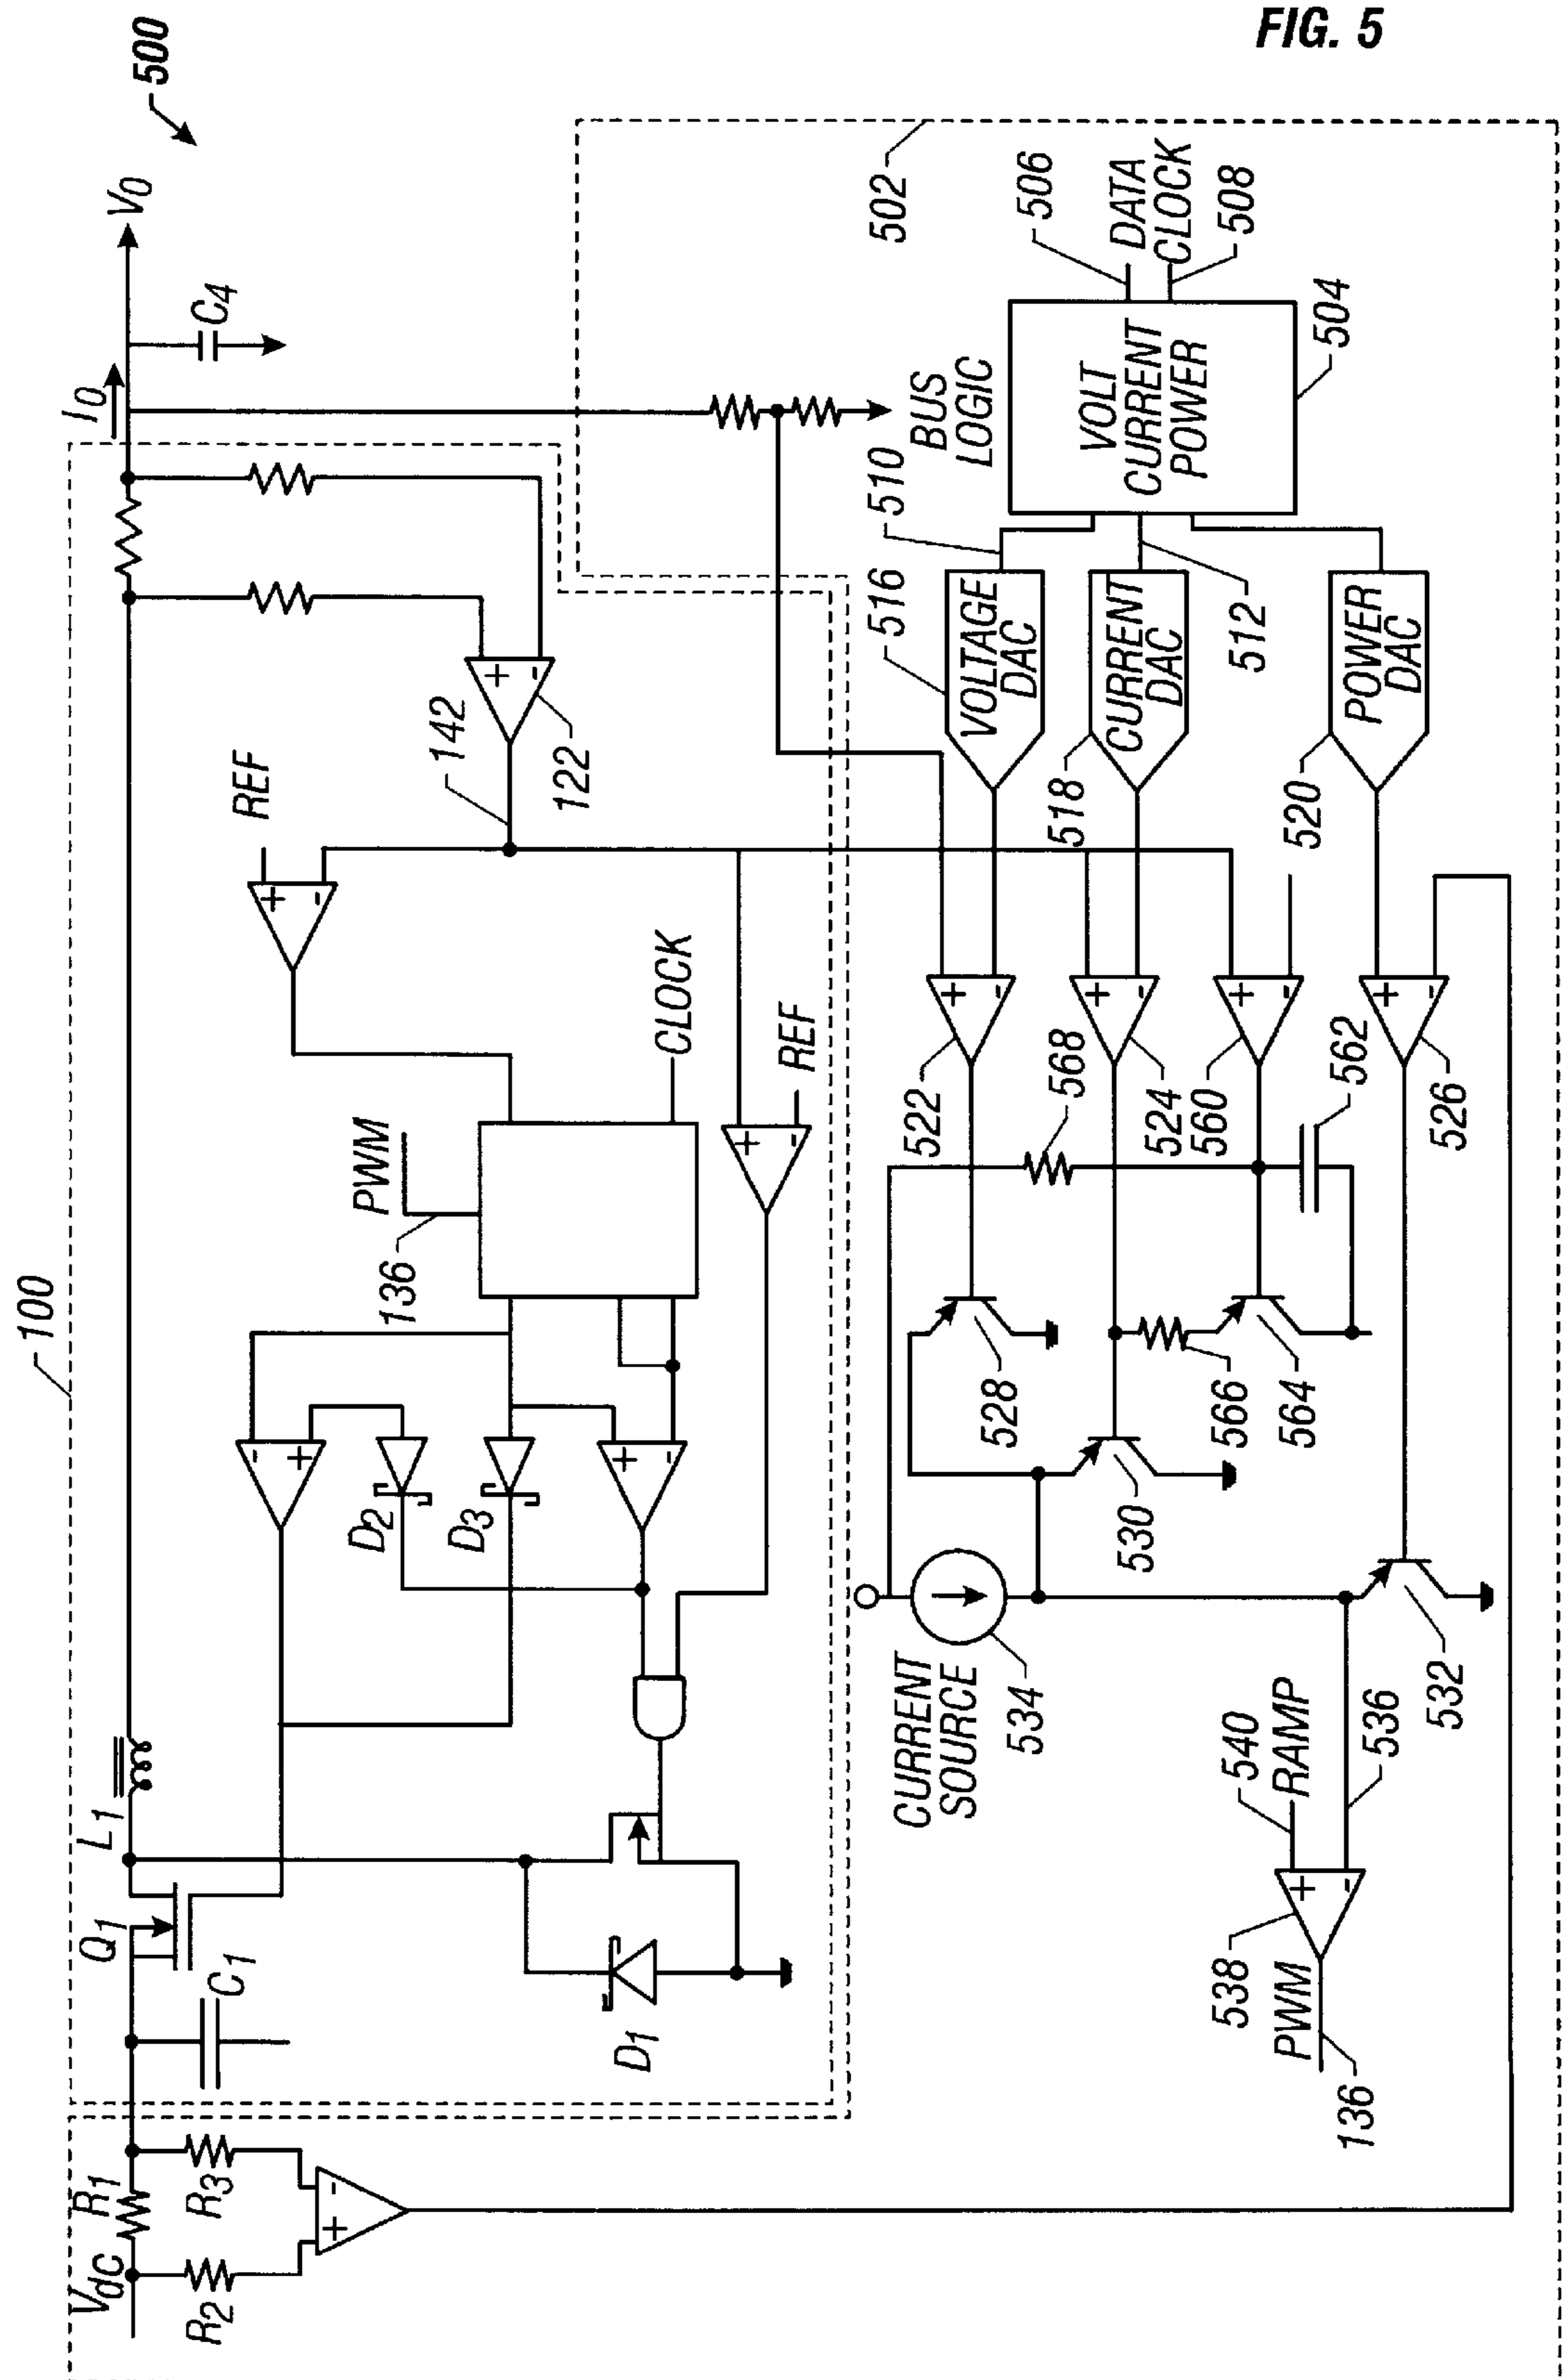 FIG. 5
500
100
Vdc
R1
R2
R3
C1
Q1
L1
I0
V0
C4
REF
142
122
PWM
136
CLOCK
REF
D2
D3
D1
502
506
DATA
CLOCK
508
BUS
LOGIC
VOLT
CURRENT
POWER
504
510
512
516
VOLTAGE
DAC
518
CURRENT
DAC
520
POWER
DAC
522
524
560
526
568
562
528
530
566
564
532
CURRENT
SOURCE
534
540
RAMP
536
538
PWM
136
+
-
+
-
+
-
-
+
+
-
+
-
+
-
+
-
+
-
+
-
+
-